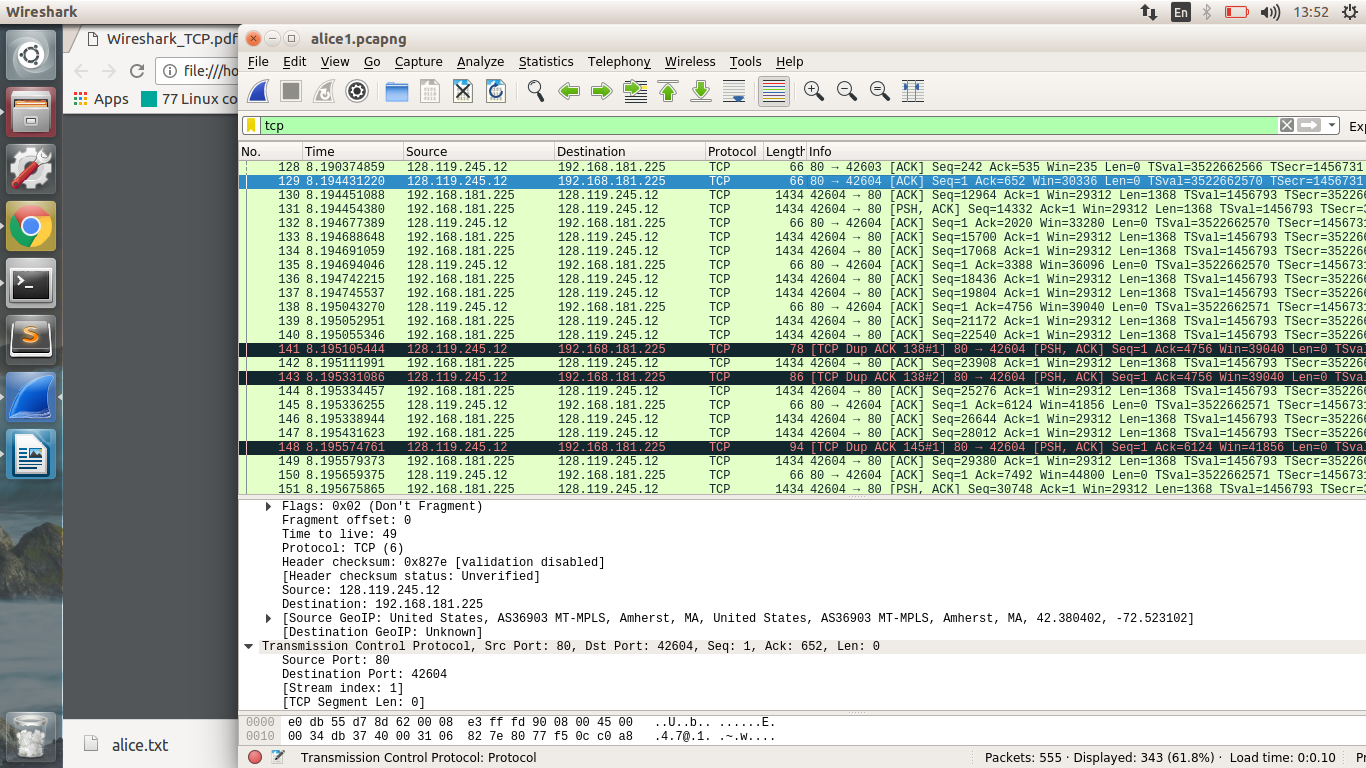 Wireshark
En
13:52
Wireshark_TCP.pdf
file:///ho
Apps
77 Linux co
alice1.pcapng
File Edit View Go Capture Analyze Statistics Telephony Wireless Tools Help
tcp
Exp
No. Time Source Destination Protocol Length Info
128 8.190374859 128.119.245.12 192.168.181.225 TCP 66 80 → 42603 [ACK] Seq=242 Ack=535 Win=235 Len=0 TSval=3522662566 TSecr=1456731
129 8.194431220 128.119.245.12 192.168.181.225 TCP 66 80 → 42604 [ACK] Seq=1 Ack=652 Win=30336 Len=0 TSval=3522662570 TSecr=1456731
130 8.194451088 192.168.181.225 128.119.245.12 TCP 1434 42604 → 80 [ACK] Seq=12964 Ack=1 Win=29312 Len=1368 TSval=1456793 TSecr=35226
131 8.194454380 192.168.181.225 128.119.245.12 TCP 1434 42604 → 80 [PSH, ACK] Seq=14332 Ack=1 Win=29312 Len=1368 TSval=1456793 TSecr=
132 8.194677389 128.119.245.12 192.168.181.225 TCP 66 80 → 42604 [ACK] Seq=1 Ack=2020 Win=33280 Len=0 TSval=3522662570 TSecr=145673
133 8.194688648 192.168.181.225 128.119.245.12 TCP 1434 42604 → 80 [ACK] Seq=15700 Ack=1 Win=29312 Len=1368 TSval=1456793 TSecr=35226
134 8.194691059 192.168.181.225 128.119.245.12 TCP 1434 42604 → 80 [ACK] Seq=17068 Ack=1 Win=29312 Len=1368 TSval=1456793 TSecr=35226
135 8.194694046 128.119.245.12 192.168.181.225 TCP 66 80 → 42604 [ACK] Seq=1 Ack=3388 Win=36096 Len=0 TSval=3522662570 TSecr=145673
136 8.194742215 192.168.181.225 128.119.245.12 TCP 1434 42604 → 80 [ACK] Seq=18436 Ack=1 Win=29312 Len=1368 TSval=1456793 TSecr=35226
137 8.194745537 192.168.181.225 128.119.245.12 TCP 1434 42604 → 80 [ACK] Seq=19804 Ack=1 Win=29312 Len=1368 TSval=1456793 TSecr=35226
138 8.195043270 128.119.245.12 192.168.181.225 TCP 66 80 → 42604 [ACK] Seq=1 Ack=4756 Win=39040 Len=0 TSval=3522662571 TSecr=145673
139 8.195052951 192.168.181.225 128.119.245.12 TCP 1434 42604 → 80 [ACK] Seq=21172 Ack=1 Win=29312 Len=1368 TSval=1456793 TSecr=35226
140 8.195055346 192.168.181.225 128.119.245.12 TCP 1434 42604 → 80 [ACK] Seq=22540 Ack=1 Win=29312 Len=1368 TSval=1456793 TSecr=35226
141 8.195105444 128.119.245.12 192.168.181.225 TCP 78 [TCP Dup ACK 138#1] 80 → 42604 [PSH, ACK] Seq=1 Ack=4756 Win=39040 Len=0 TSval
142 8.195111991 192.168.181.225 128.119.245.12 TCP 1434 42604 → 80 [ACK] Seq=23908 Ack=1 Win=29312 Len=1368 TSval=1456793 TSecr=35226
143 8.195331086 128.119.245.12 192.168.181.225 TCP 86 [TCP Dup ACK 138#2] 80 → 42604 [PSH, ACK] Seq=1 Ack=4756 Win=39040 Len=0 TSval
144 8.195334457 192.168.181.225 128.119.245.12 TCP 1434 42604 → 80 [ACK] Seq=25276 Ack=1 Win=29312 Len=1368 TSval=1456793 TSecr=35226
145 8.195336255 128.119.245.12 192.168.181.225 TCP 66 80 → 42604 [ACK] Seq=1 Ack=6124 Win=41856 Len=0 TSval=3522662571 TSecr=145673
146 8.195338944 192.168.181.225 128.119.245.12 TCP 1434 42604 → 80 [ACK] Seq=26644 Ack=1 Win=29312 Len=1368 TSval=1456793 TSecr=35226
147 8.195431623 192.168.181.225 128.119.245.12 TCP 1434 42604 → 80 [ACK] Seq=28012 Ack=1 Win=29312 Len=1368 TSval=1456793 TSecr=35226
148 8.195574761 128.119.245.12 192.168.181.225 TCP 94 [TCP Dup ACK 145#1] 80 → 42604 [PSH, ACK] Seq=1 Ack=6124 Win=41856 Len=0 TSval
149 8.195579373 192.168.181.225 128.119.245.12 TCP 1434 42604 → 80 [ACK] Seq=29380 Ack=1 Win=29312 Len=1368 TSval=1456793 TSecr=35226
150 8.195659375 128.119.245.12 192.168.181.225 TCP 66 80 → 42604 [ACK] Seq=1 Ack=7492 Win=44800 Len=0 TSval=3522662571 TSecr=145673
151 8.195675865 192.168.181.225 128.119.245.12 TCP 1434 42604 → 80 [PSH, ACK] Seq=30748 Ack=1 Win=29312 Len=1368 TSval=1456793 TSecr=
Flags: 0x02 (Don't Fragment)
Fragment offset: 0
Time to live: 49
Protocol: TCP (6)
Header checksum: 0x827e [validation disabled]
[Header checksum status: Unverified]
Source: 128.119.245.12
Destination: 192.168.181.225
[Source GeoIP: United States, AS36903 MT-MPLS, Amherst, MA, United States, AS36903 MT-MPLS, Amherst, MA, 42.380402, -72.523102]
[Destination GeoIP: Unknown]
Transmission Control Protocol, Src Port: 80, Dst Port: 42604, Seq: 1, Ack: 652, Len: 0
Source Port: 80
Destination Port: 42604
[Stream index: 1]
[TCP Segment Len: 0]
0000 e0 db 55 d7 8d 62 00 08 e3 ff fd 90 08 00 45 00 ..U..b.. ......E.
0010 00 34 db 37 40 00 31 06 82 7e 80 77 f5 0c c0 a8 .4.7@.1. .~.w....
alice.txt
Transmission Control Protocol: Protocol
Packets: 555 · Displayed: 343 (61.8%) · Load time: 0:0.10
Pr